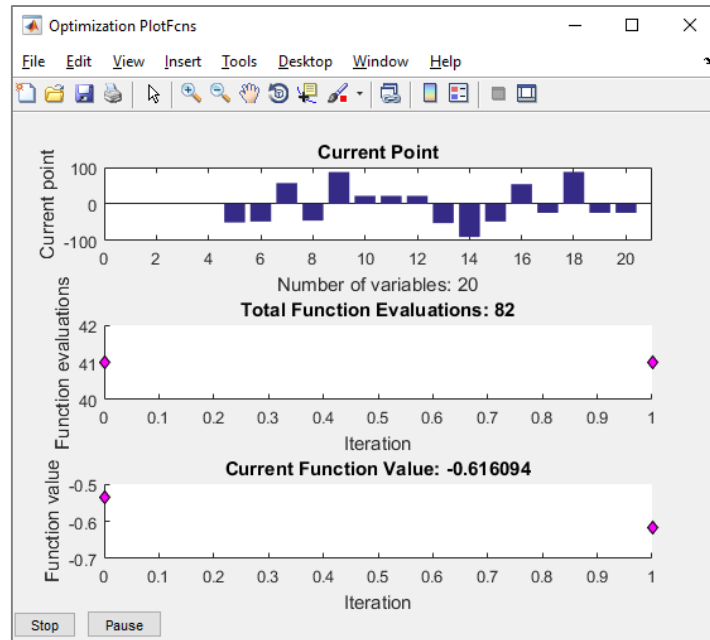 Optimization PlotFcns
File Edit View Insert Tools Desktop Window Help
Current Point
Current point
100
0
-100
0 2 4 6 8 10 12 14 16 18 20
Number of variables: 20
Total Function Evaluations: 82
Function evaluations
42
41
40
0 0.1 0.2 0.3 0.4 0.5 0.6 0.7 0.8 0.9 1
Iteration
Current Function Value: -0.616094
Function value
-0.5
-0.6
-0.7
0 0.1 0.2 0.3 0.4 0.5 0.6 0.7 0.8 0.9 1
Iteration
Stop Pause